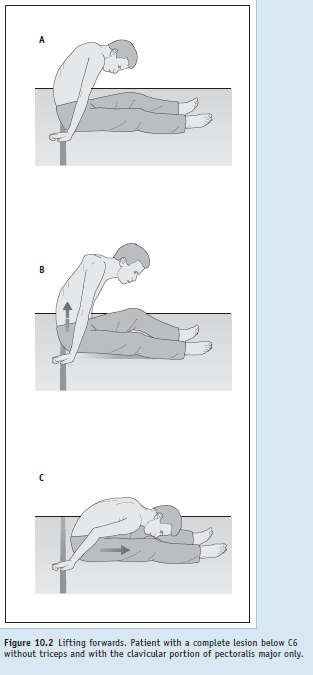 A
B
C
Figure 10.2 Lifting forwards. Patient with a complete lesion below C6
without triceps and with the clavicular portion of pectoralis major only.